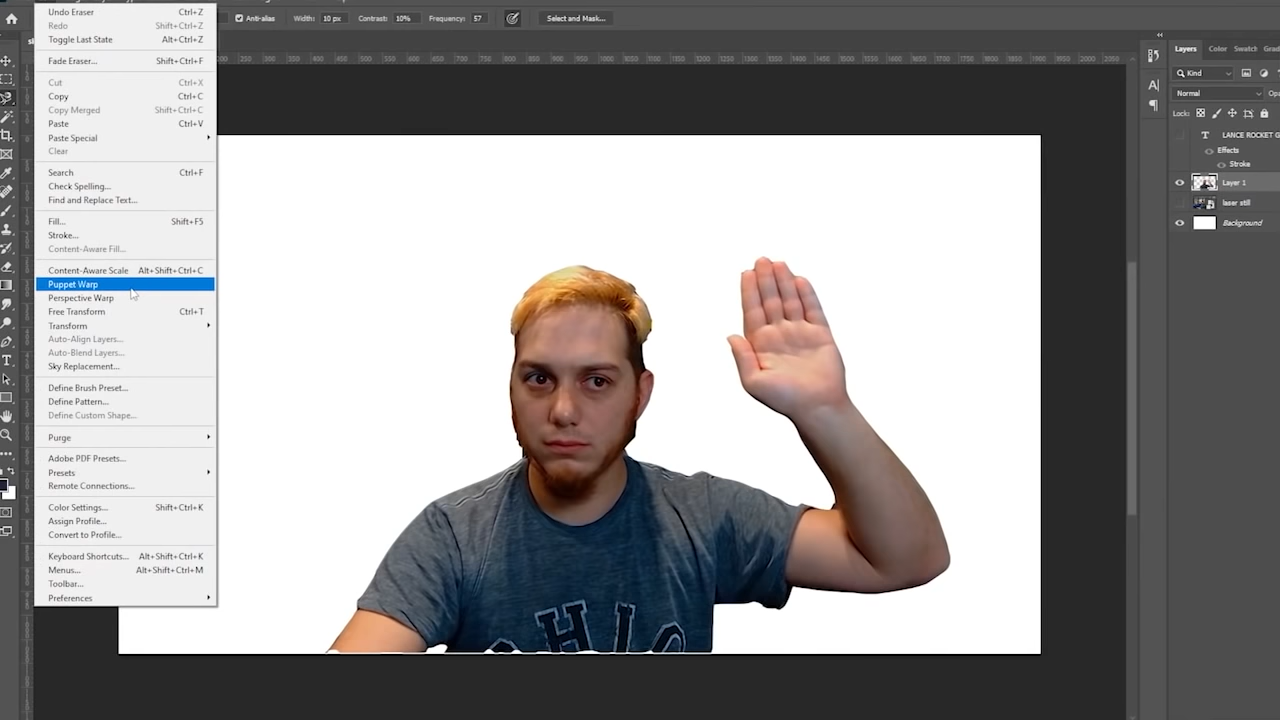 Anti-alias Width: 10 px Contrast: 10% Frequency: 57 Select and Mask...
Undo Eraser Ctrl+Z
Redo Shift+Ctrl+Z
Toggle Last State Alt+Ctrl+Z
Fade Eraser... Shift+Ctrl+F
Cut Ctrl+X
Copy Ctrl+C
Copy Merged Shift+Ctrl+C
Paste Ctrl+V
Paste Special
Clear
Search Ctrl+F
Check Spelling...
Find and Replace Text...
Fill... Shift+F5
Stroke...
Content-Aware Fill...
Content-Aware Scale Alt+Shift+Ctrl+C
Puppet Warp
Perspective Warp
Free Transform Ctrl+T
Transform
Auto-Align Layers...
Auto-Blend Layers...
Sky Replacement...
Define Brush Preset...
Define Pattern...
Define Custom Shape...
Purge
Adobe PDF Presets...
Presets
Remote Connections...
Color Settings... Shift+Ctrl+K
Assign Profile...
Convert to Profile...
Keyboard Shortcuts... Alt+Shift+Ctrl+K
Menus... Alt+Shift+Ctrl+M
Toolbar...
Preferences
Layers Color Swatch Grad
Kind
Normal Opa
Lock:
LANCE ROCKET G
Effects
Stroke
Layer 1
laser still
Background
OHIO